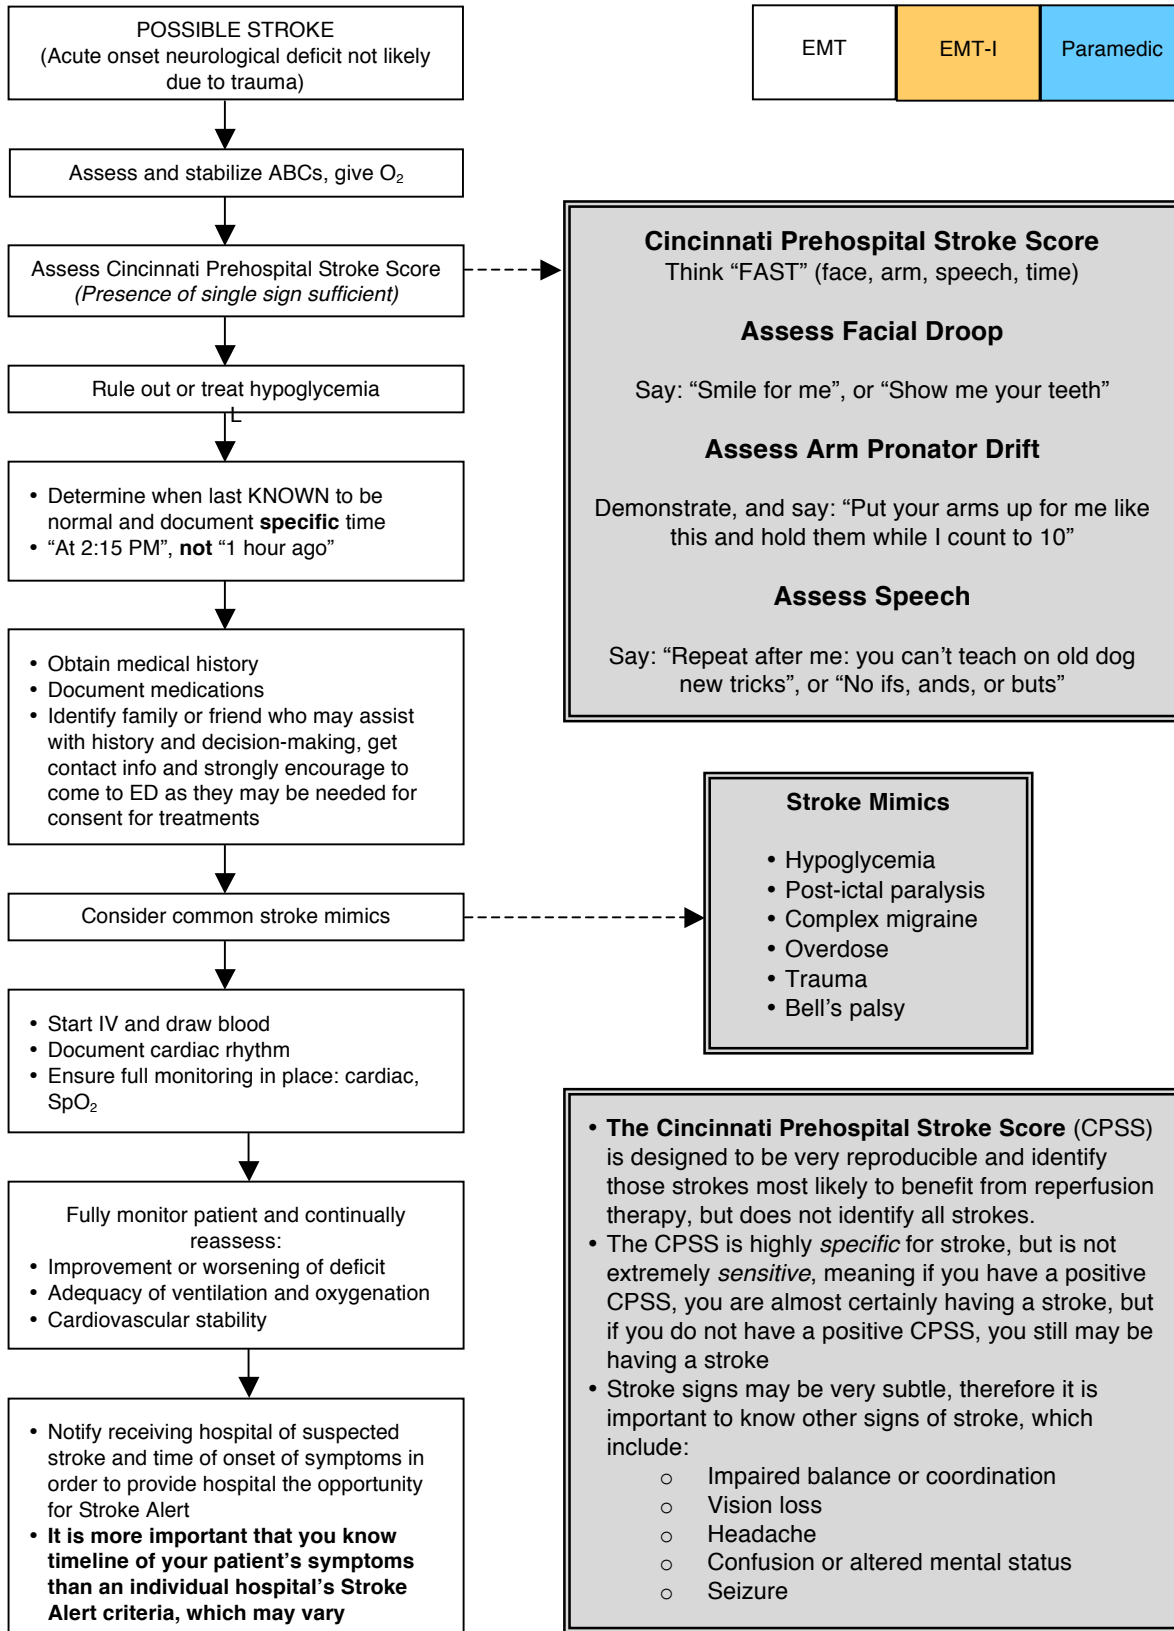 POSSIBLE STROKE
(Acute onset neurological deficit not likely
due to trauma)
EMT
EMT-I
Paramedic
Assess and stabilize ABCs, give O₂
Assess Cincinnati Prehospital Stroke Score
(Presence of single sign sufficient)
Rule out or treat hypoglycemia
L
• Determine when last KNOWN to be
normal and document specific time
• “At 2:15 PM”, not “1 hour ago”
• Obtain medical history
• Document medications
• Identify family or friend who may assist
with history and decision-making, get
contact info and strongly encourage to
come to ED as they may be needed for
consent for treatments
Consider common stroke mimics
• Start IV and draw blood
• Document cardiac rhythm
• Ensure full monitoring in place: cardiac,
SpO₂
Fully monitor patient and continually
reassess:
• Improvement or worsening of deficit
• Adequacy of ventilation and oxygenation
• Cardiovascular stability
• Notify receiving hospital of suspected
stroke and time of onset of symptoms in
order to provide hospital the opportunity
for Stroke Alert
• It is more important that you know
timeline of your patient’s symptoms
than an individual hospital’s Stroke
Alert criteria, which may vary
Cincinnati Prehospital Stroke Score
Think “FAST” (face, arm, speech, time)
Assess Facial Droop
Say: “Smile for me”, or “Show me your teeth”
Assess Arm Pronator Drift
Demonstrate, and say: “Put your arms up for me like
this and hold them while I count to 10”
Assess Speech
Say: “Repeat after me: you can’t teach on old dog
new tricks”, or “No ifs, ands, or buts”
Stroke Mimics
• Hypoglycemia
• Post-ictal paralysis
• Complex migraine
• Overdose
• Trauma
• Bell’s palsy
• The Cincinnati Prehospital Stroke Score (CPSS)
is designed to be very reproducible and identify
those strokes most likely to benefit from reperfusion
therapy, but does not identify all strokes.
• The CPSS is highly specific for stroke, but is not
extremely sensitive, meaning if you have a positive
CPSS, you are almost certainly having a stroke, but
if you do not have a positive CPSS, you still may be
having a stroke
• Stroke signs may be very subtle, therefore it is
important to know other signs of stroke, which
include:
o Impaired balance or coordination
o Vision loss
o Headache
o Confusion or altered mental status
o Seizure